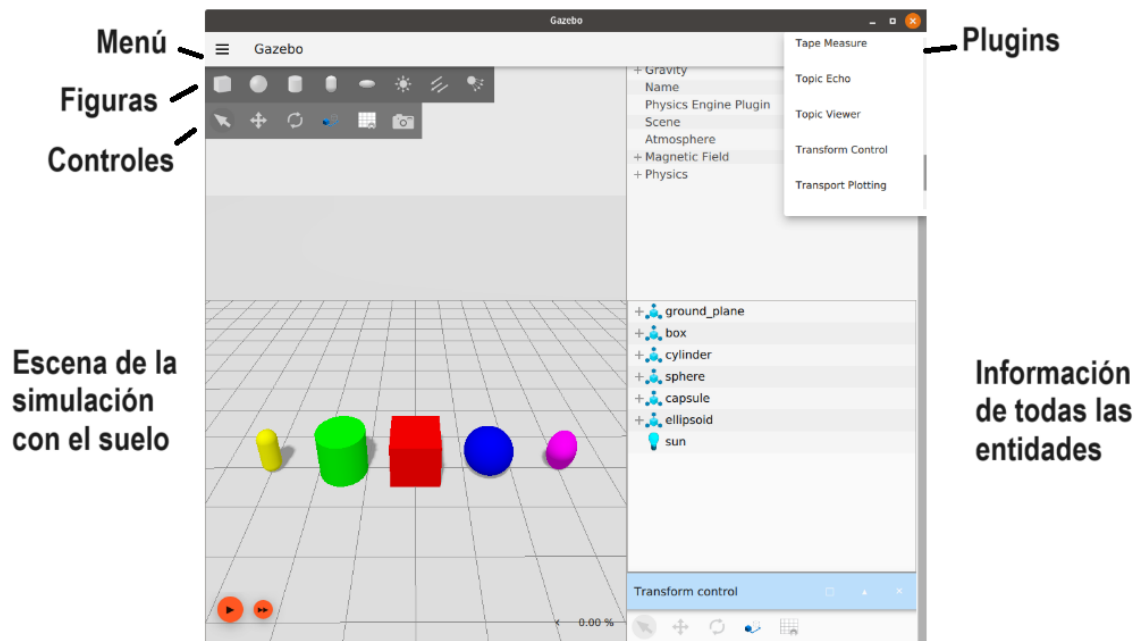 Gazebo
Menú
Gazebo
Tape Measure
Plugins
Gravity
Figuras
Name
Topic Echo
Physics Engine Plugin
Scene
Topic Viewer
Controles
Atmosphere
Magnetic Field
Transform Control
Physics
Transport Plotting
ground_plane
box
cylinder
sphere
capsule
ellipsoid
sun
Escena de la
simulación
con el suelo
Información
de todas las
entidades
Transform control
0.00 %